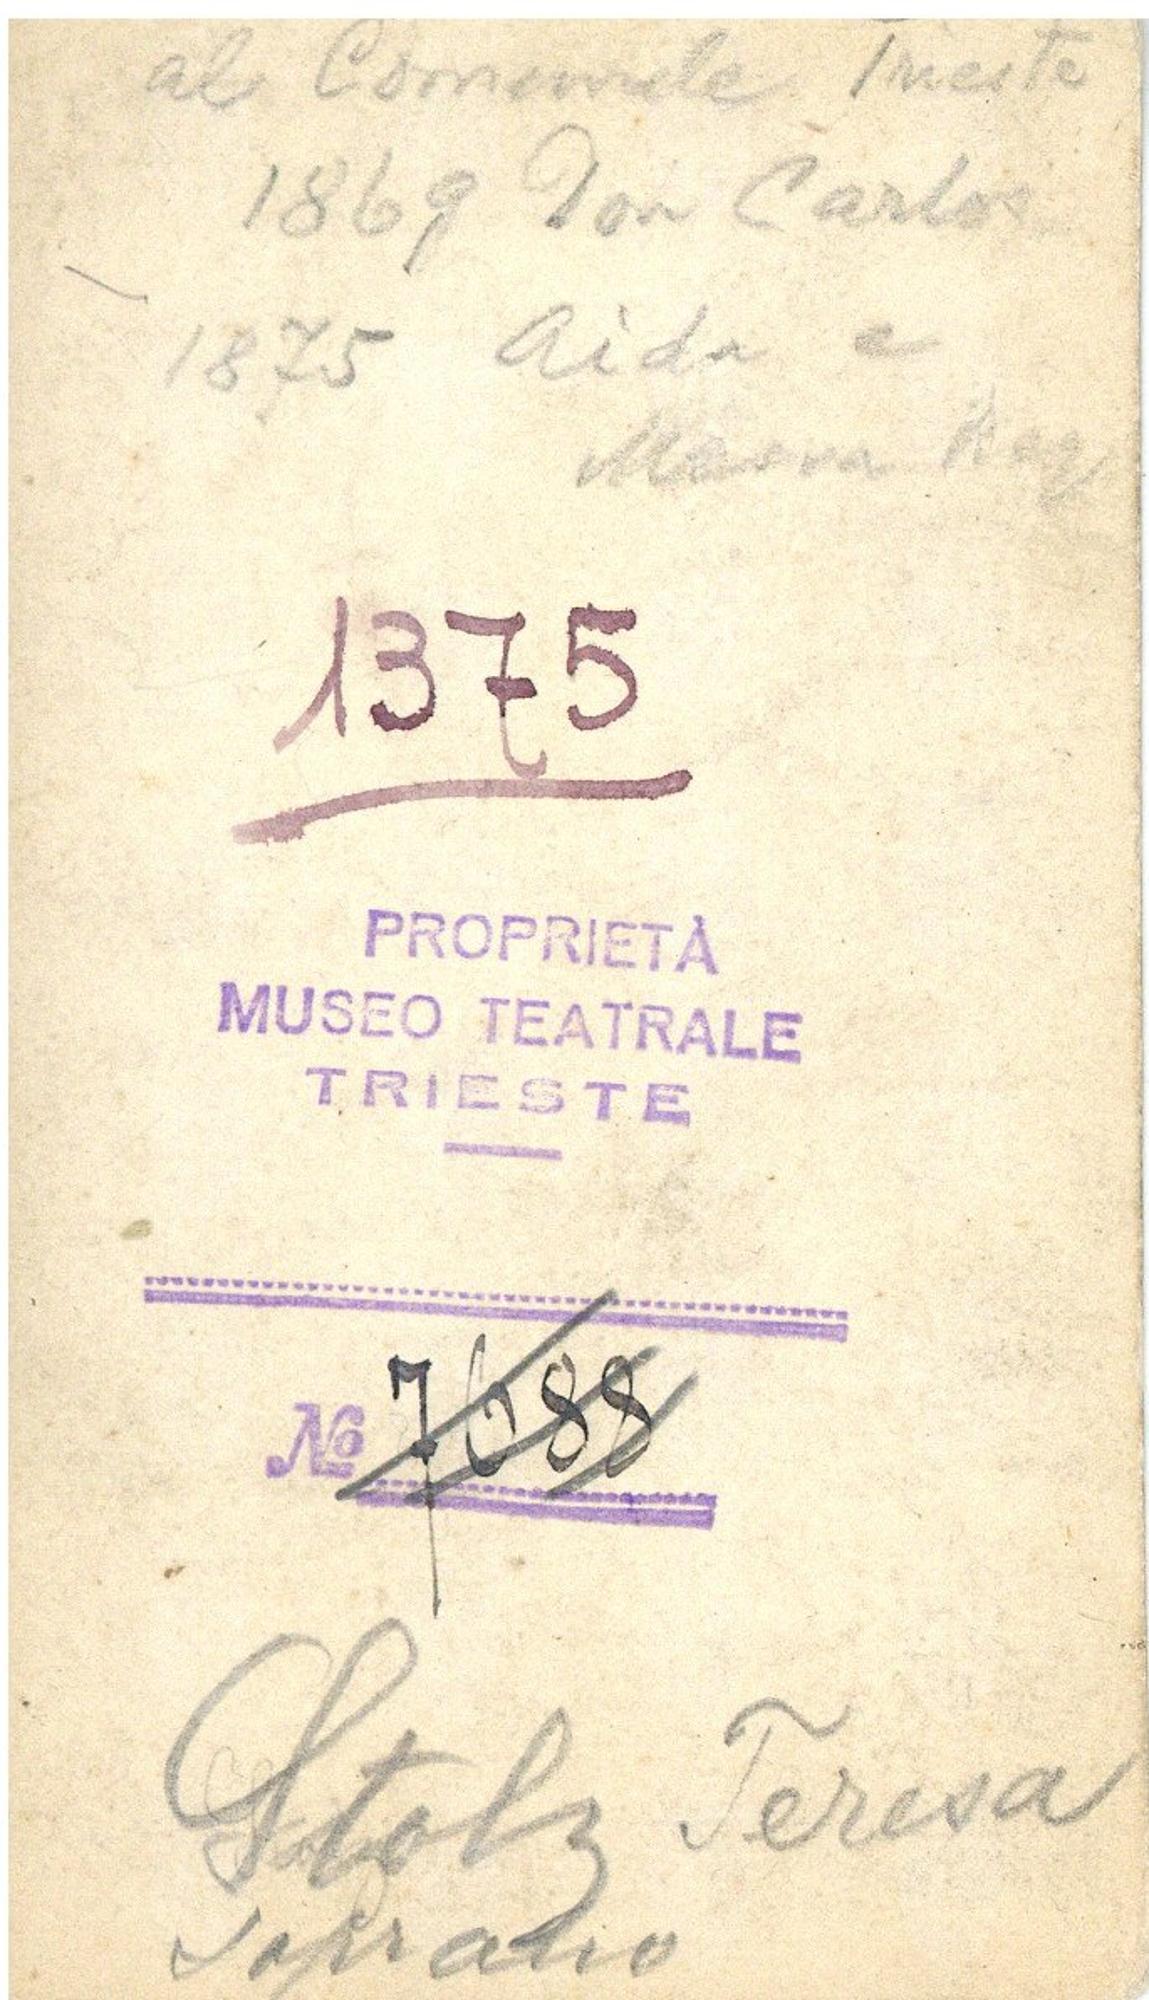 al Comunale Trieste
1869 Don Carlos
1875 Aida e
Messa Req
1375
PROPRIETÀ
MUSEO TEATRALE
TRIESTE
No 7688
Stolz Teresa
Soprano